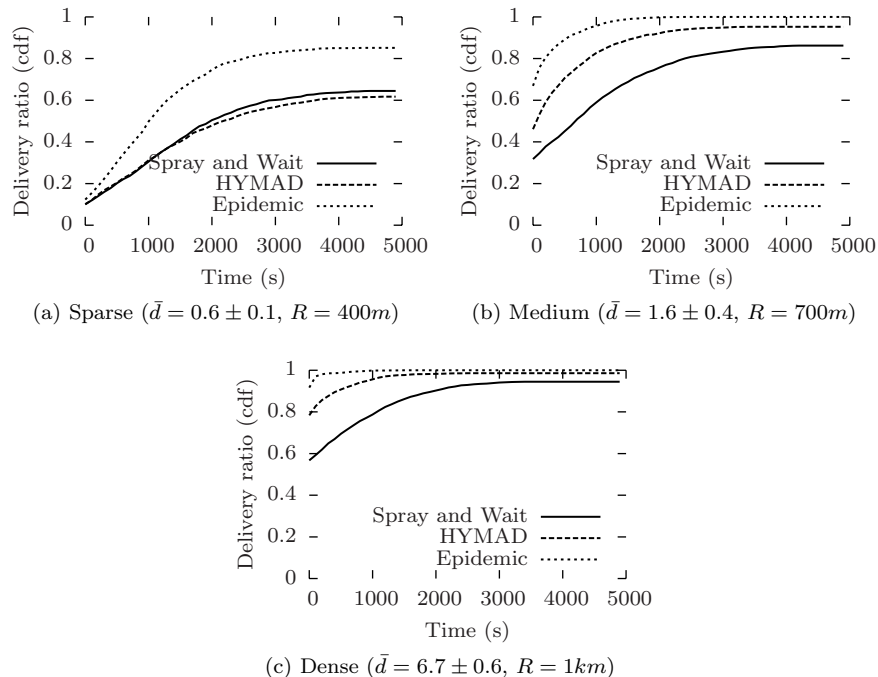 Delivery ratio (cdf)
1
0.8
0.6
0.4
0.2
0
Spray and Wait
HYMAD
Epidemic
0 1000 2000 3000 4000 5000
Time (s)
(a) Sparse (d̄ = 0.6 ± 0.1, R = 400m)
Delivery ratio (cdf)
1
0.8
0.6
0.4
0.2
0
Spray and Wait
HYMAD
Epidemic
0 1000 2000 3000 4000 5000
Time (s)
(b) Medium (d̄ = 1.6 ± 0.4, R = 700m)
Delivery ratio (cdf)
1
0.8
0.6
0.4
0.2
0
Spray and Wait
HYMAD
Epidemic
0 1000 2000 3000 4000 5000
Time (s)
(c) Dense (d̄ = 6.7 ± 0.6, R = 1km)